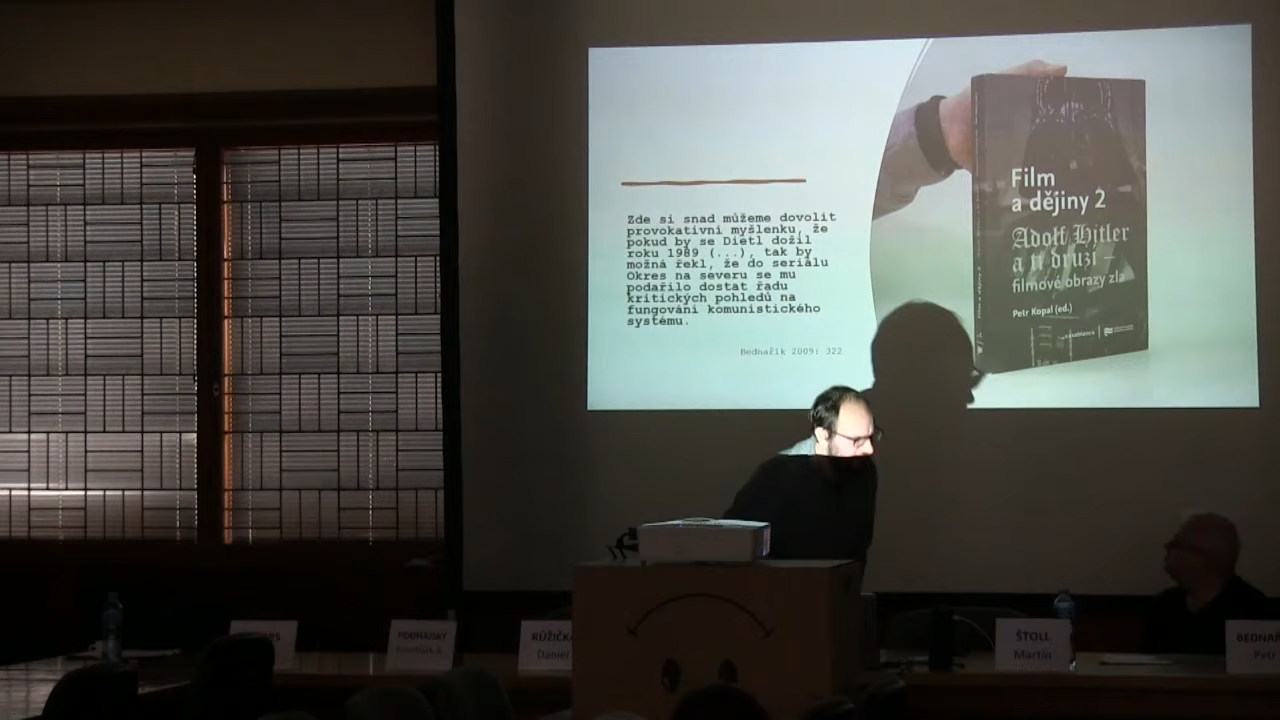 Zde si snad můžeme dovolit
provokativní myšlenku, že
pokud by se Dietl dožil
roku 1989 (...), tak by
možná řekl, že do seriálu
Okres na severu se mu
podařilo dostat řadu
kritických pohledů na
fungování komunistického
systému.
Bednařík 2009: 322
Film
a dějiny 2
Adolf Hitler
a ti druzí –
filmové obrazy zla
Petr Kopal (ed.)
PODHAJSKÝ
RŮŽIČKA
Daniel
ŠTOLL
Martin
BEDNAŘ
Petr